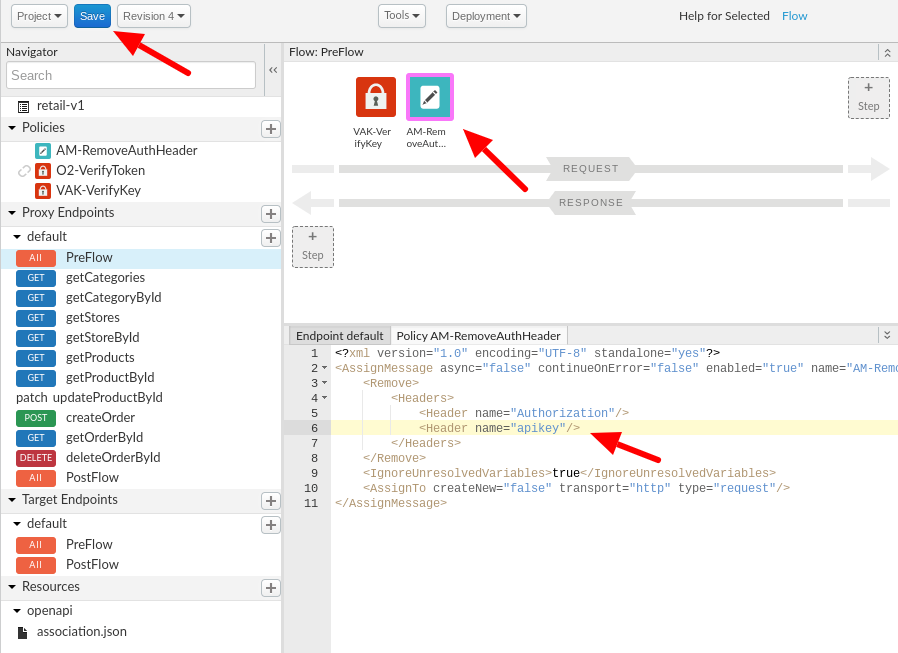 Project
Save
Revision 4
Tools
Deployment
Help for Selected
Flow
Navigator
Search
retail-v1
Policies
AM-RemoveAuthHeader
O2-VerifyToken
VAK-VerifyKey
Proxy Endpoints
default
All PreFlow
GET getCategories
GET getCategoryById
GET getStores
GET getStoreById
GET getProducts
GET getProductById
patch updateProductById
POST createOrder
GET getOrderById
DELETE deleteOrderById
All PostFlow
Target Endpoints
default
All PreFlow
All PostFlow
Resources
openapi
association.json
Flow: PreFlow
VAK-Ver
ifyKey
AM-Rem
oveAut...
+
Step
REQUEST
RESPONSE
+
Step
Endpoint default
Policy AM-RemoveAuthHeader
1 <?xml version="1.0" encoding="UTF-8" standalone="yes"?>
2 <AssignMessage async="false" continueOnError="false" enabled="true" name="AM-Remo
3 <Remove>
4 <Headers>
5 <Header name="Authorization"/>
6 <Header name="apikey"/>
7 </Headers>
8 </Remove>
9 <IgnoreUnresolvedVariables>true</IgnoreUnresolvedVariables>
10 <AssignTo createNew="false" transport="http" type="request"/>
11 </AssignMessage>